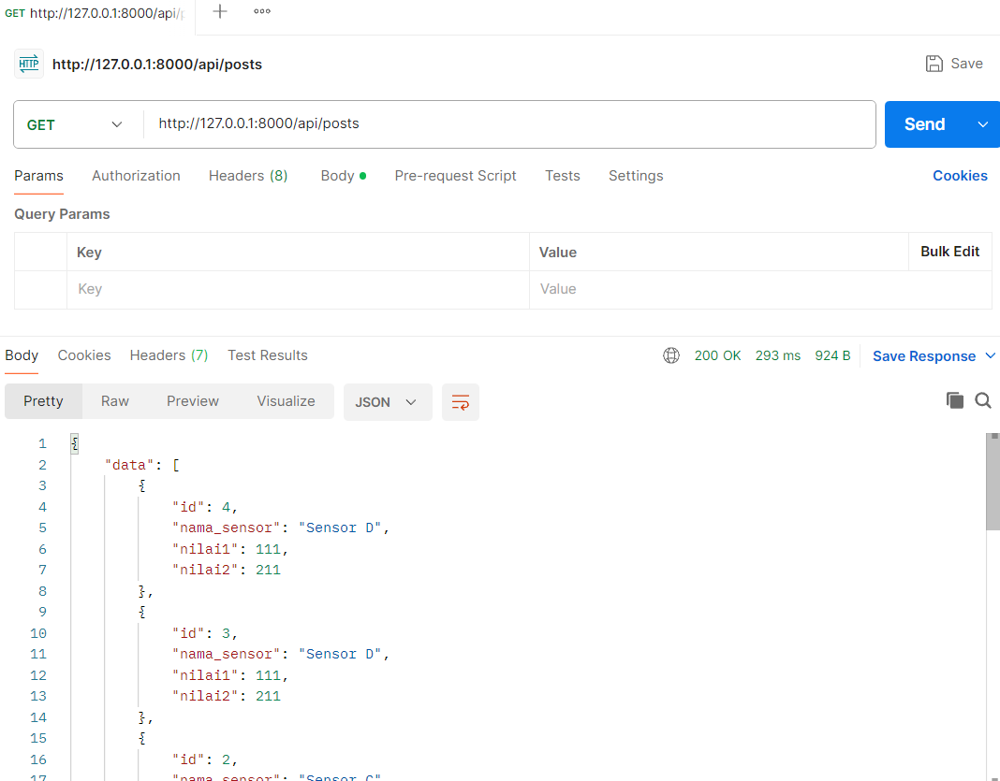 GET http://127.0.0.1:8000/api/
HTTP http://127.0.0.1:8000/api/posts Save
GET http://127.0.0.1:8000/api/posts Send
Params Authorization Headers (8) Body Pre-request Script Tests Settings Cookies
Query Params
Key Value Bulk Edit
Key Value
Body Cookies Headers (7) Test Results 200 OK 293 ms 924 B Save Response
Pretty Raw Preview Visualize JSON
1 {
2 "data": [
3 {
4 "id": 4,
5 "nama_sensor": "Sensor D",
6 "nilai1": 111,
7 "nilai2": 211
8 },
9 {
10 "id": 3,
11 "nama_sensor": "Sensor D",
12 "nilai1": 111,
13 "nilai2": 211
14 },
15 {
16 "id": 2,
17 "nama_sensor": "Sensor C"